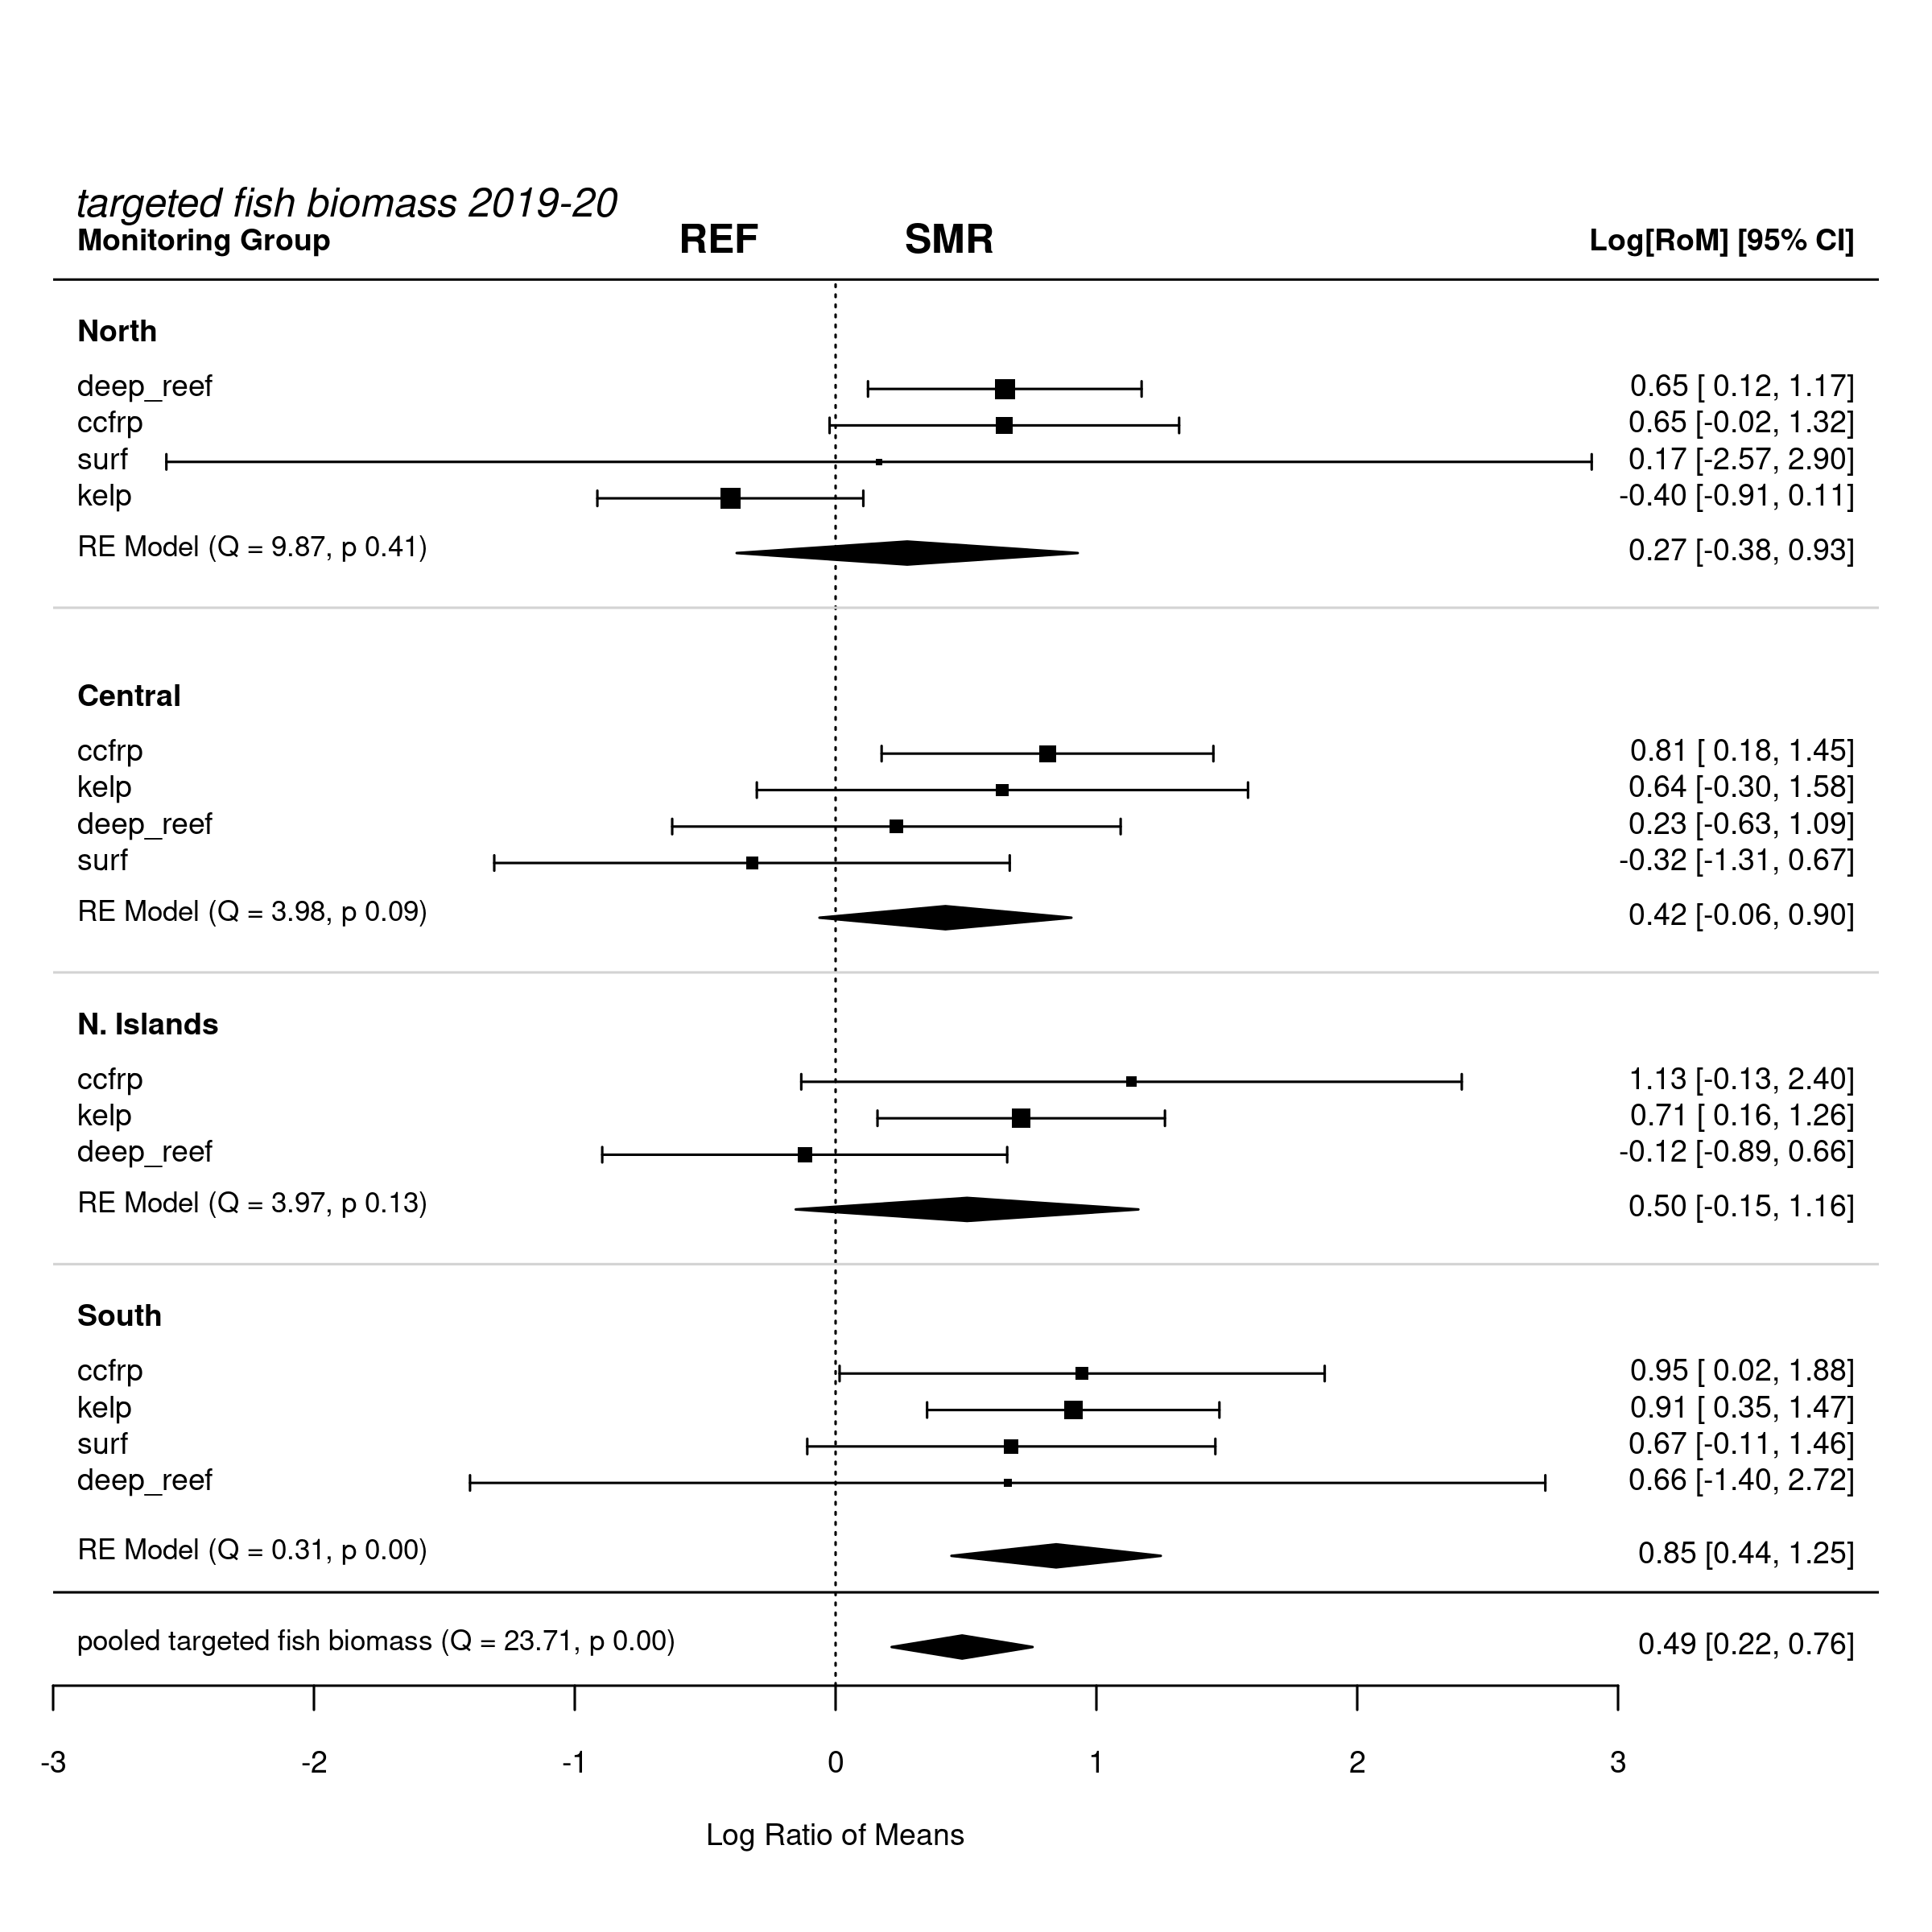 targeted fish biomass 2019-20
Monitoring Group REF SMR Log[RoM] [95% CI]
North
deep_reef 0.65 [ 0.12, 1.17]
ccfrp 0.65 [-0.02, 1.32]
surf 0.17 [-2.57, 2.90]
kelp -0.40 [-0.91, 0.11]
RE Model (Q = 9.87, p 0.41) 0.27 [-0.38, 0.93]
Central
ccfrp 0.81 [ 0.18, 1.45]
kelp 0.64 [-0.30, 1.58]
deep_reef 0.23 [-0.63, 1.09]
surf -0.32 [-1.31, 0.67]
RE Model (Q = 3.98, p 0.09) 0.42 [-0.06, 0.90]
N. Islands
ccfrp 1.13 [-0.13, 2.40]
kelp 0.71 [ 0.16, 1.26]
deep_reef -0.12 [-0.89, 0.66]
RE Model (Q = 3.97, p 0.13) 0.50 [-0.15, 1.16]
South
ccfrp 0.95 [ 0.02, 1.88]
kelp 0.91 [ 0.35, 1.47]
surf 0.67 [-0.11, 1.46]
deep_reef 0.66 [-1.40, 2.72]
RE Model (Q = 0.31, p 0.00) 0.85 [0.44, 1.25]
pooled targeted fish biomass (Q = 23.71, p 0.00) 0.49 [0.22, 0.76]
-3 -2 -1 0 1 2 3
Log Ratio of Means